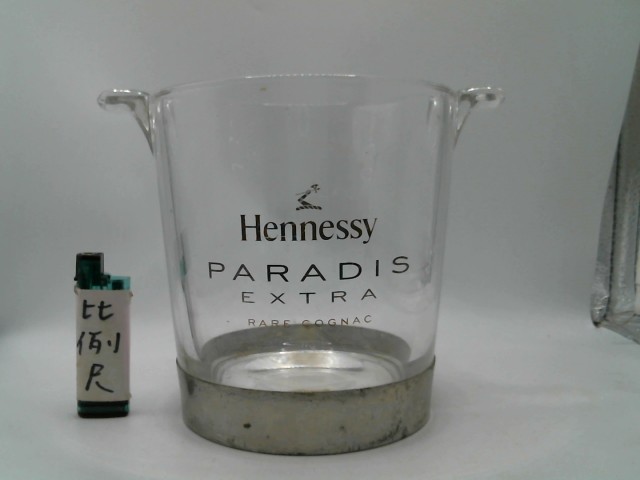 Hennessy
PARADIS
EXTRA
RARE COGNAC
比
例
尺